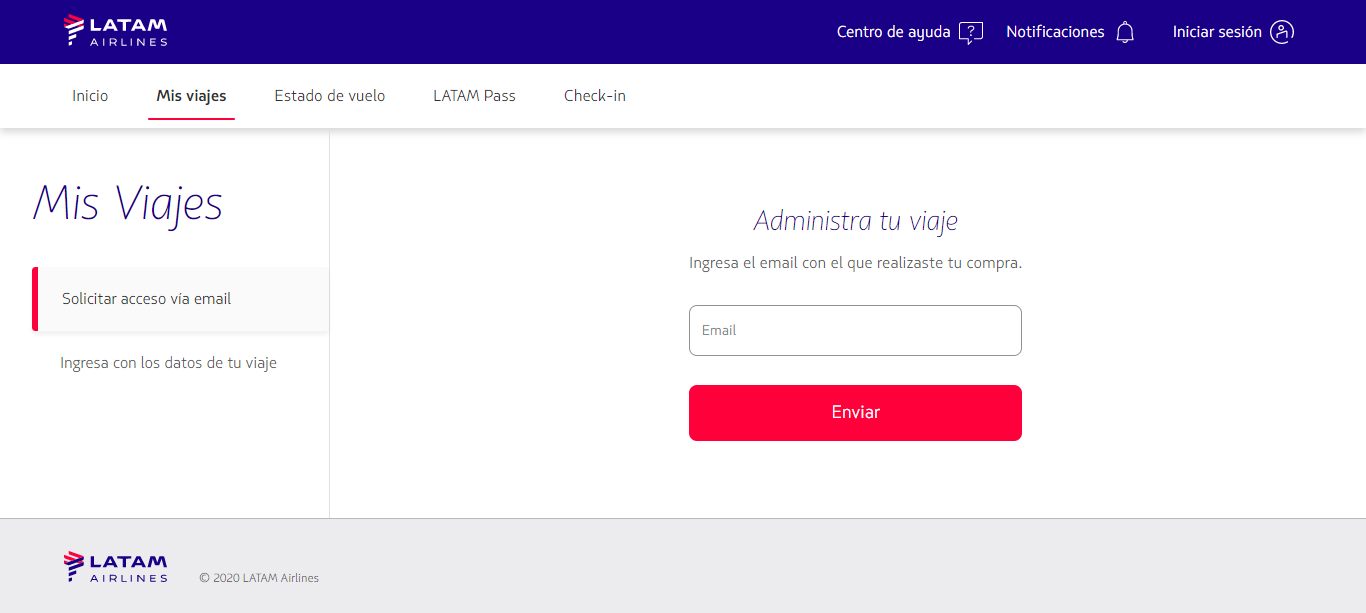 LATAM
AIRLINES
Centro de ayuda
?
Notificaciones
Iniciar sesión
Inicio
Mis viajes
Estado de vuelo
LATAM Pass
Check-in
Mis Viajes
Solicitar acceso vía email
Ingresa con los datos de tu viaje
Administra tu viaje
Ingresa el email con el que realizaste tu compra.
Email
Enviar
LATAM
AIRLINES
© 2020 LATAM Airlines